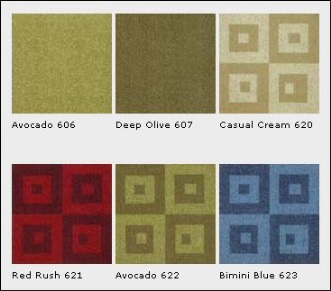 Avocado 606 Deep Olive 607 Casual Cream 620
Red Rush 621 Avocado 622 Bimini Blue 623